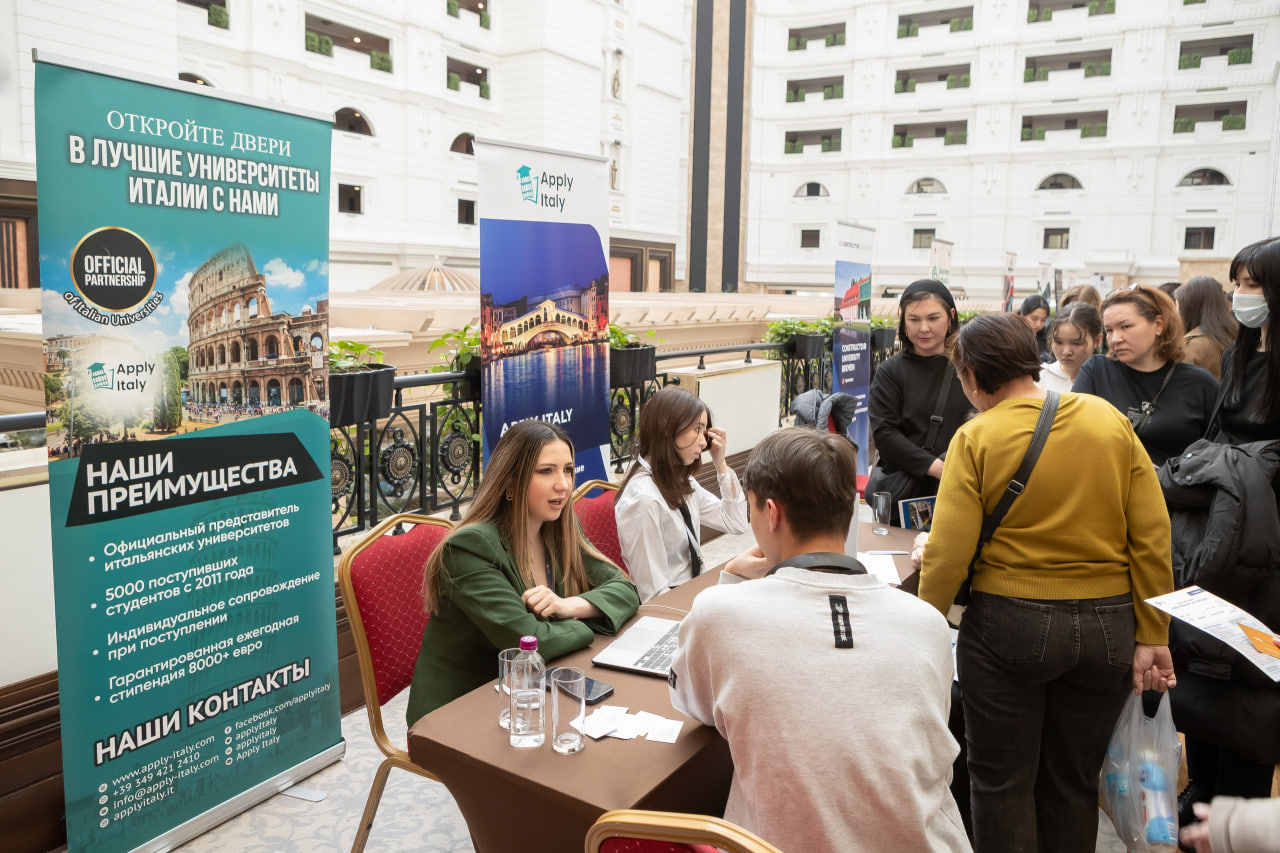 ОТКРОЙТЕ ДВЕРИ
В ЛУЧШИЕ УНИВЕРСИТЕТЫ
ИТАЛИИ С НАМИ
OFFICIAL
PARTNERSHIP
of Italian Universities
Apply
Italy
НАШИ
ПРЕИМУЩЕСТВА
• Официальный представитель
итальянских университетов
• 5000 поступивших
студентов с 2011 года
• Индивидуальное сопровождение
при поступлении
• Гарантированная ежегодная
стипендия 8000+ евро
НАШИ КОНТАКТЫ
www.apply-italy.com
+39 349 421 2410
info@apply-italy.com
applyitaly.it
facebook.com/applyitaly
applyItaly
applyitaly
Apply Italy
Apply
Italy
APPLY ITALY
CONSTRUCTOR
CONSTRUCTOR
UNIVERSITY
BREMEN